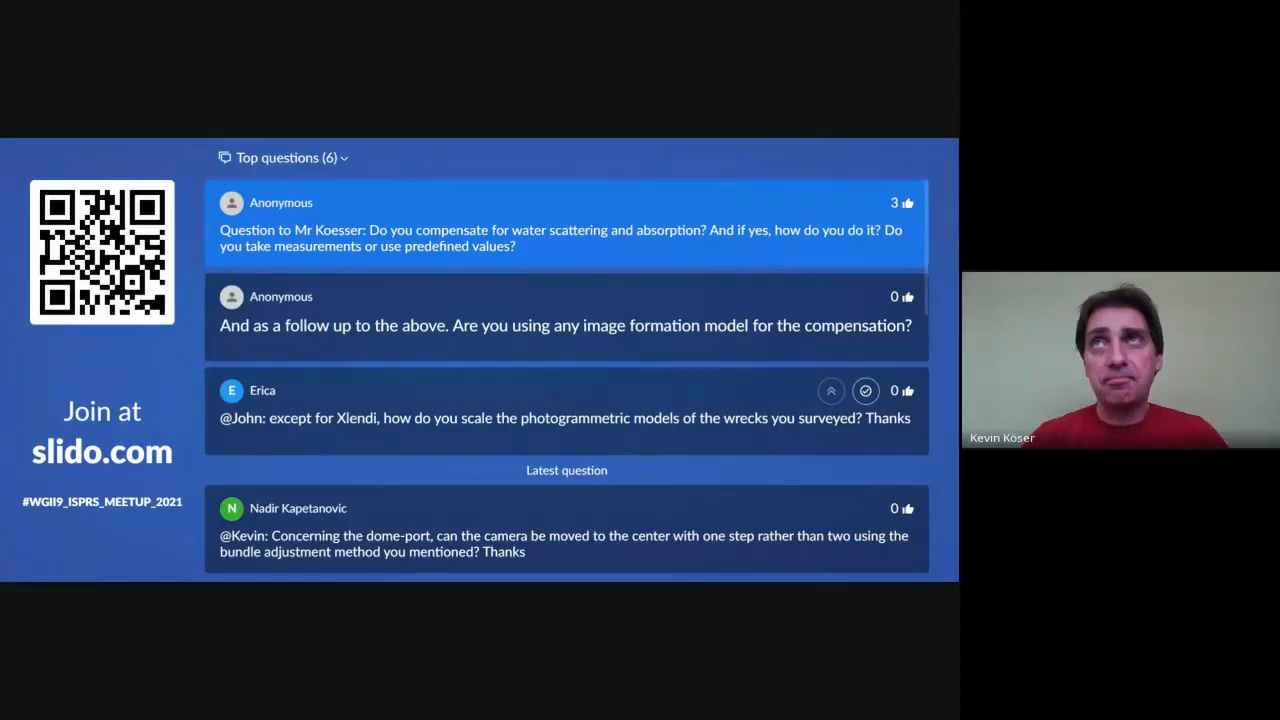 Top questions (6)
Anonymous
3
Question to Mr Koesser: Do you compensate for water scattering and absorption? And if yes, how do you do it? Do
you take measurements or use predefined values?
Anonymous
0
And as a follow up to the above. Are you using any image formation model for the compensation?
E
Erica
0
@John: except for Xlendi, how do you scale the photogrammetric models of the wrecks you surveyed? Thanks
Latest question
N
Nadir Kapetanovic
0
@Kevin: Concerning the dome-port, can the camera be moved to the center with one step rather than two using the
bundle adjustment method you mentioned? Thanks
Join at
slido.com
#WGII9_ISPRS_MEETUP_2021
Kevin Köser